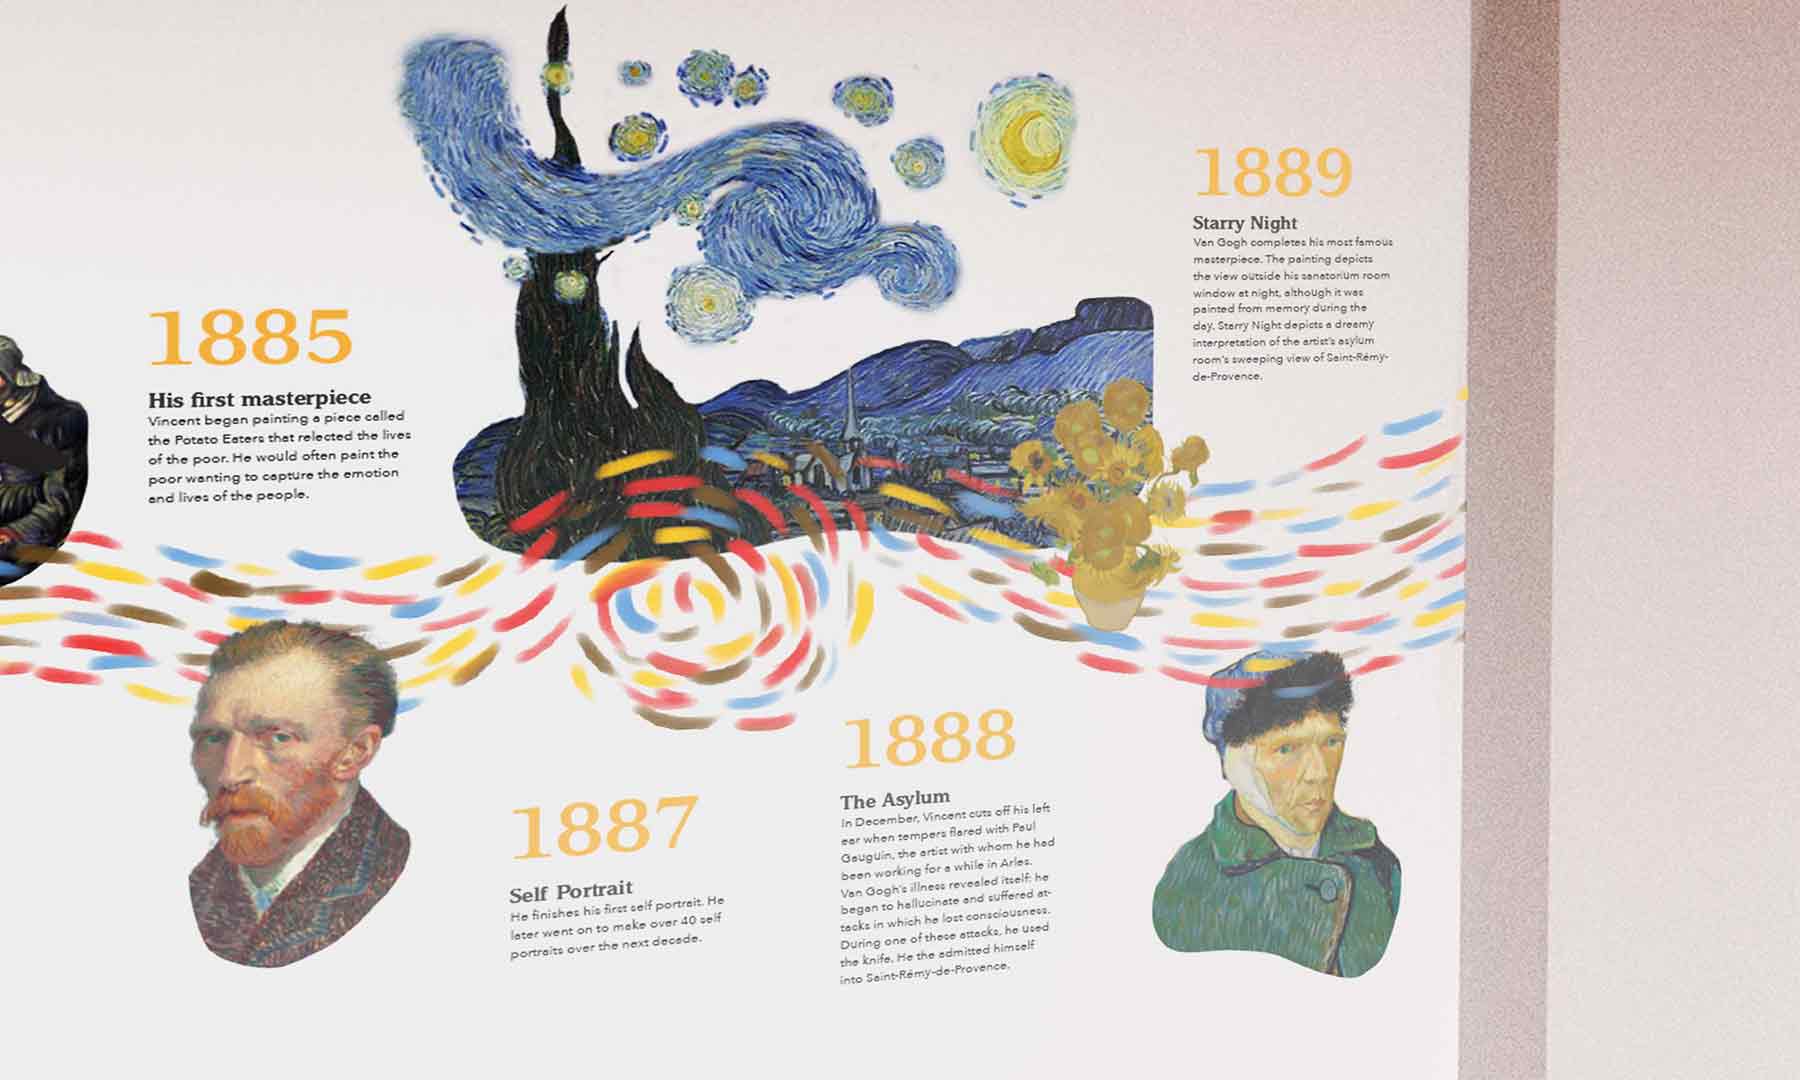 1885
His first masterpiece
Vincent began painting a piece called
the Potato Eaters that relected the lives
of the poor. He would often paint the
poor wanting to capture the emotion
and lives of the people.
1887
Self Portrait
He finishes his first self portrait. He
later went on to make over 40 self
portraits over the next decade.
1888
The Asylum
In December, Vincent cuts off his left
ear when tempers flared with Paul
Gauguin, the artist with whom he had
been working for a while in Arles.
Van Gogh's illness revealed itself: he
began to hallucinate and suffered at-
tacks in which he lost consciousness.
During one of these attacks, he used
the knife. He the admitted himself
into Saint-Rémy-de-Provence.
1889
Starry Night
Van Gogh completes his most famous
masterpiece. The painting depicts
the view outside his sanatorium room
window at night, although it was
painted from memory during the
day. Starry Night depicts a dreamy
interpretation of the artist's asylum
room's sweeping view of Saint-Rémy-
de-Provence.